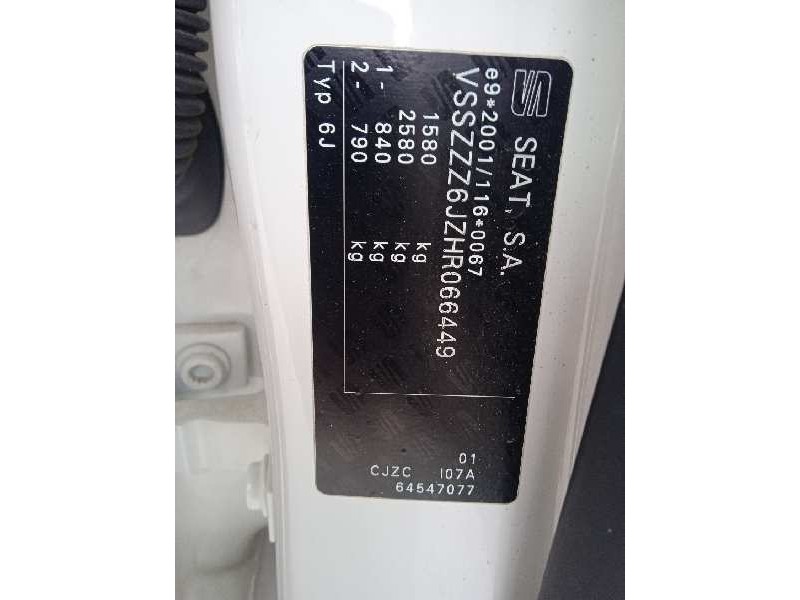 SEAT, S.A.
e9*2001/116*0067
VSSZZZ6JZHR066449
1580 kg
2580 kg
1- 840 kg
2- 790 kg
Typ 6J
01
CJZC I07A
64547077